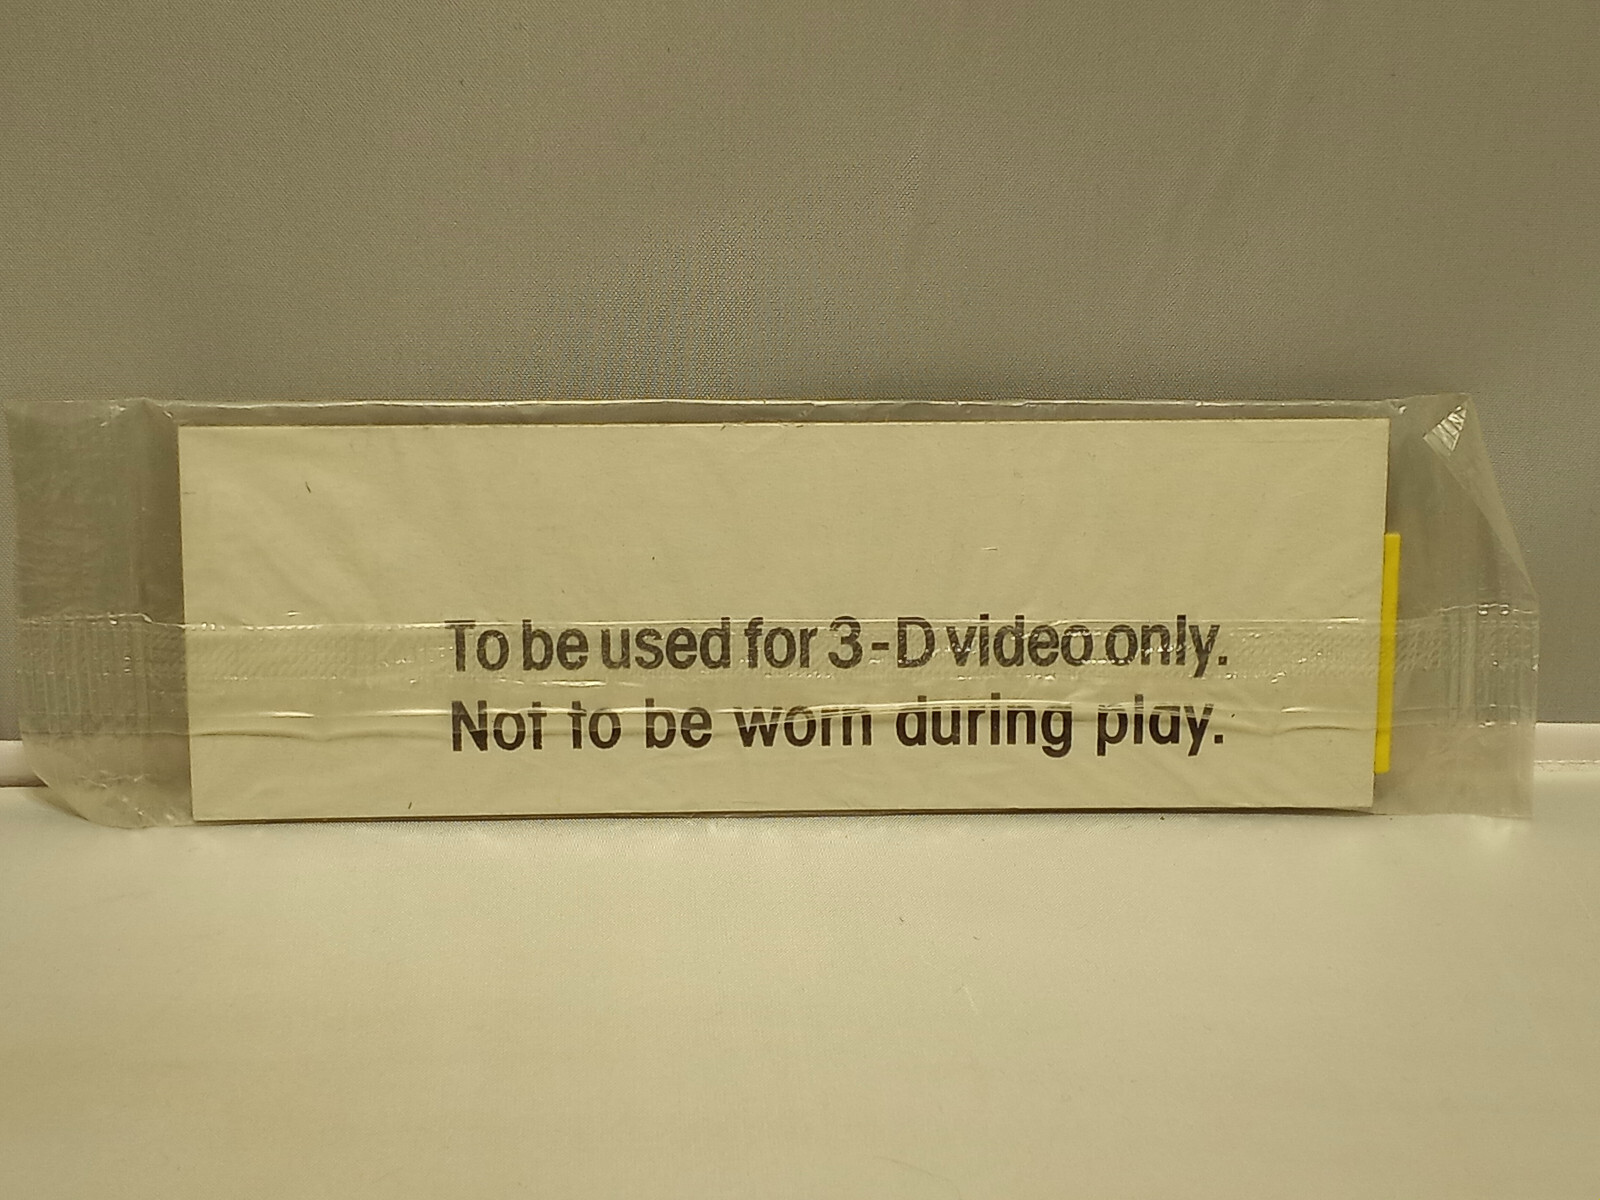 To be used for 3-D video only.
Not to be worn during play.